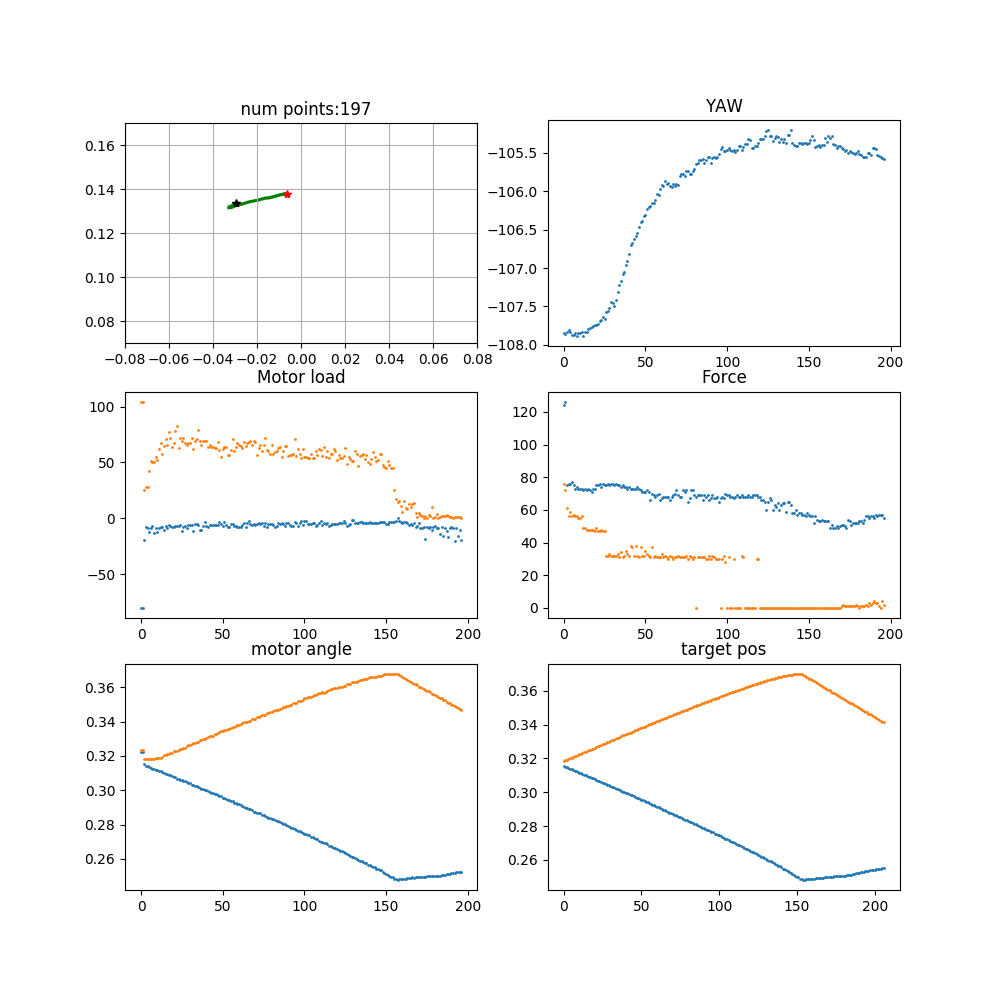 num points:197
0.16
0.14
0.12
0.10
0.08
−0.08 −0.06 −0.04 −0.02 0.00 0.02 0.04 0.06 0.08
YAW
−105.5
−106.0
−106.5
−107.0
−107.5
−108.0
0 50 100 150 200
Motor load
100
50
0
−50
0 50 100 150 200
Force
120
100
80
60
40
20
0
0 50 100 150 200
motor angle
0.36
0.34
0.32
0.30
0.28
0.26
0 50 100 150 200
target pos
0.36
0.34
0.32
0.30
0.28
0.26
0 50 100 150 200